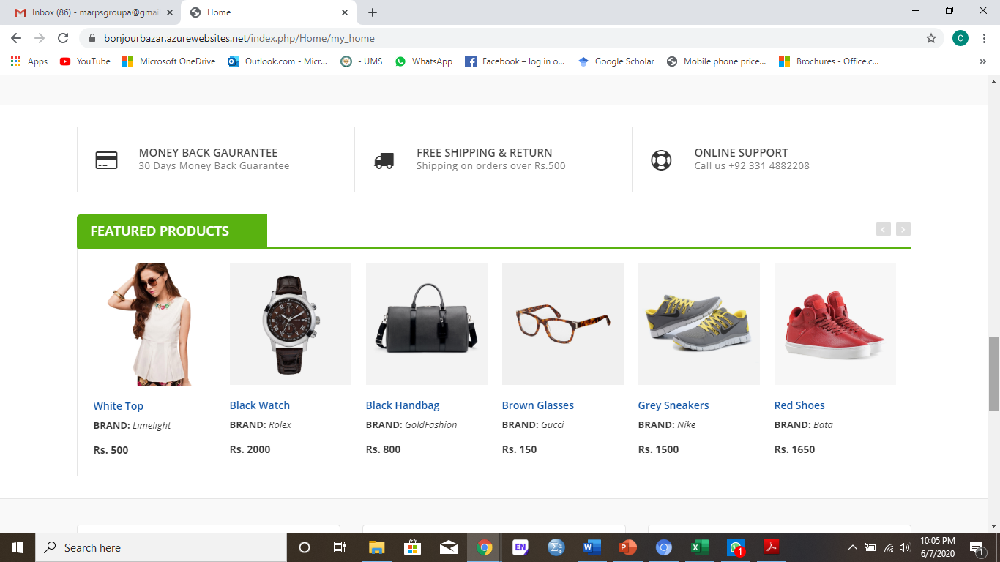 Inbox (86) - marpsgroupa@gmai
Home
bonjourbazar.azurewebsites.net/index.php/Home/my_home
C
Apps
YouTube
Microsoft OneDrive
Outlook.com - Micr...
- UMS
WhatsApp
Facebook – log in o...
Google Scholar
Mobile phone price...
Brochures - Office.c...
MONEY BACK GAURANTEE
30 Days Money Back Guarantee
FREE SHIPPING & RETURN
Shipping on orders over Rs.500
ONLINE SUPPORT
Call us +92 331 4882208
FEATURED PRODUCTS
White Top
BRAND: Limelight
Rs. 500
Black Watch
BRAND: Rolex
Rs. 2000
Black Handbag
BRAND: GoldFashion
Rs. 800
Brown Glasses
BRAND: Gucci
Rs. 150
Grey Sneakers
BRAND: Nike
Rs. 1500
Red Shoes
BRAND: Bata
Rs. 1650
Search here
EN
1
10:05 PM
6/7/2020
1